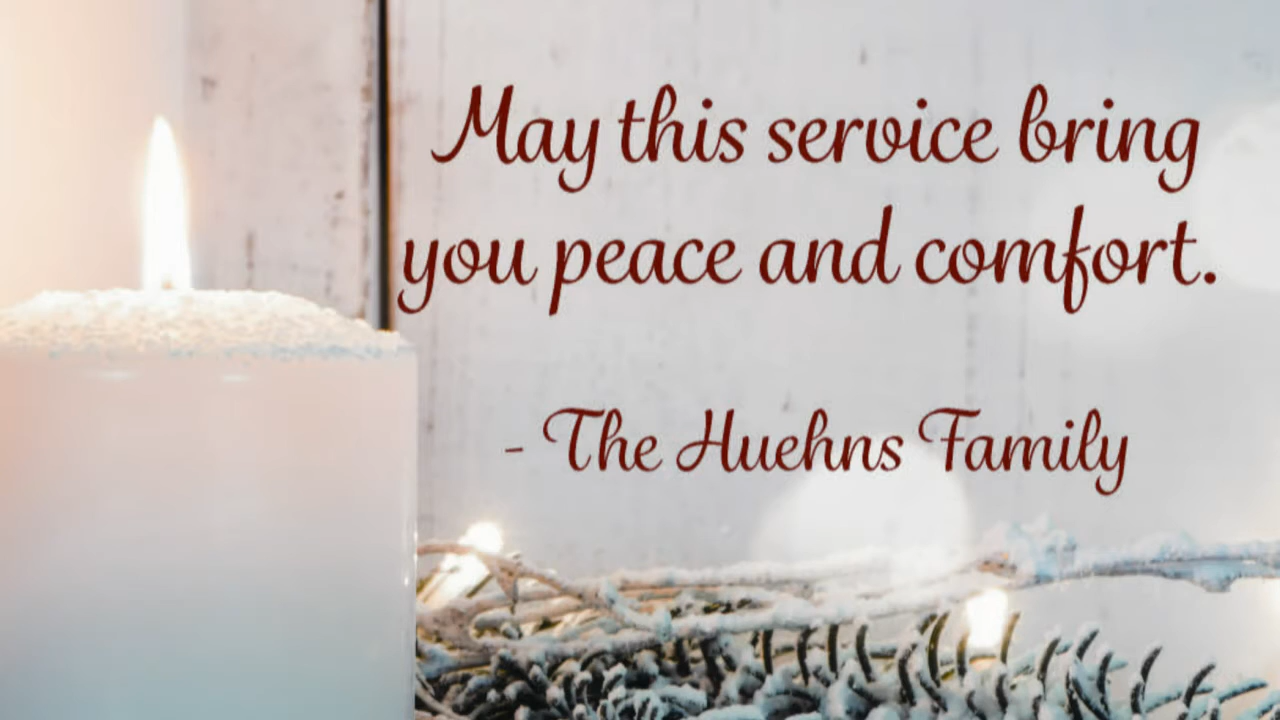 May this service bring
you peace and comfort.
- The Huehns Family